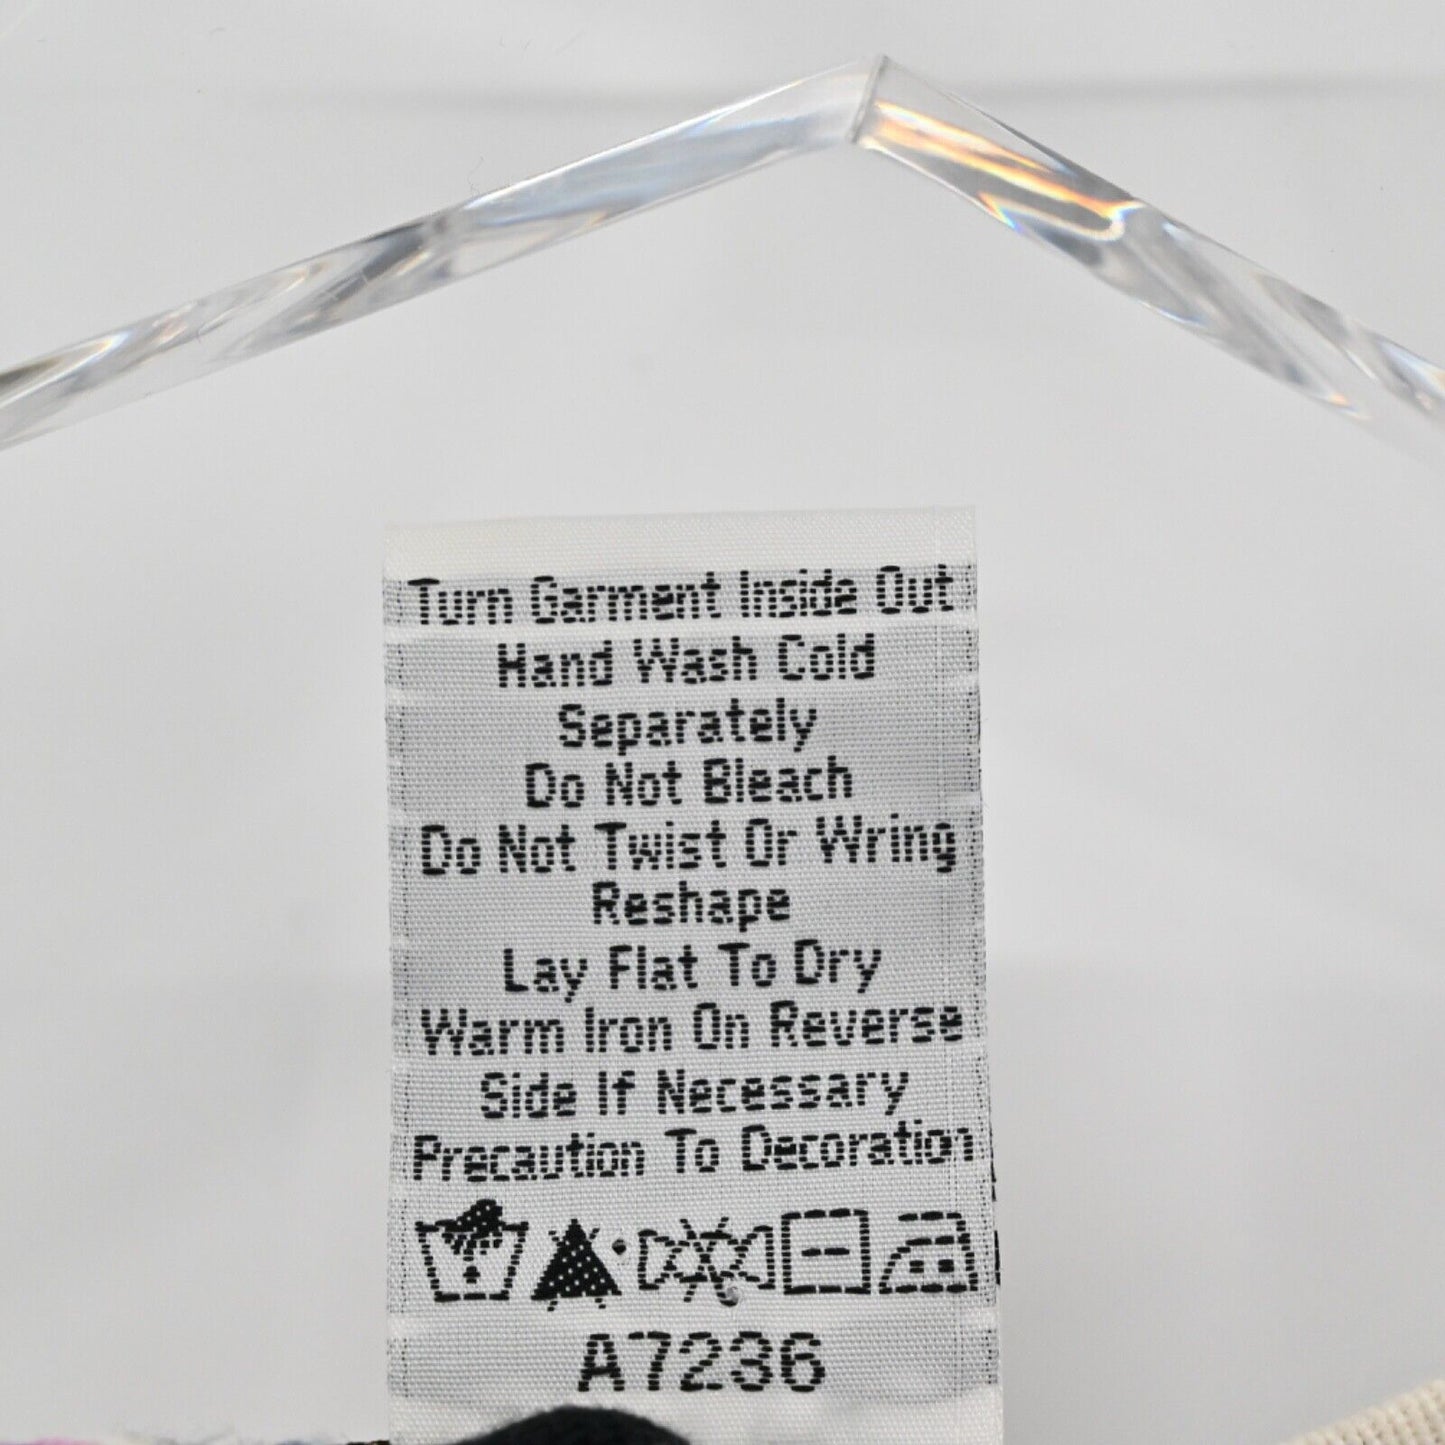 Turn Garment Inside Out
Hand Wash Cold
Separately
Do Not Bleach
Do Not Twist Or Wring
Reshape
Lay Flat To Dry
Warm Iron On Reverse
Side If Necessary
Precaution To Decoration
A7236